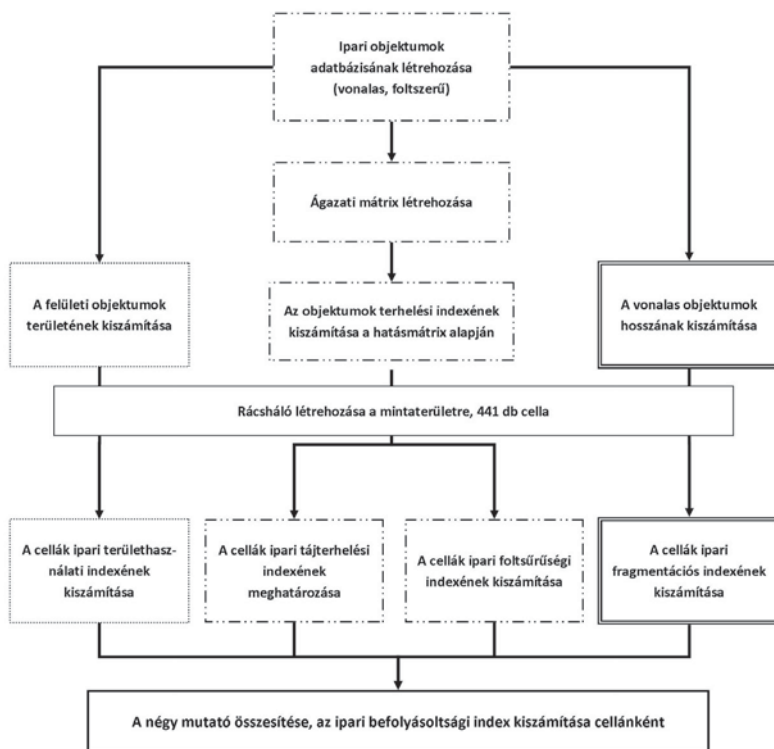 Ipari objektumok
adatbázisának létrehozása
(vonalas, foltszerű)
Ágazati mátrix létrehozása
A felületi objektumok
területének kiszámítása
Az objektumok terhelési indexének
kiszámítása a hatásmátrix alapján
A vonalas objektumok
hosszának kiszámítása
Rácsháló létrehozása a mintaterületre, 441 db cella
A cellák ipari területhasz-
nálati indexének
kiszámítása
A cellák ipari tájterhelési
indexének
meghatározása
A cellák ipari foltsűrűségi
indexének kiszámítása
A cellák ipari
fragmentációs indexének
kiszámítása
A négy mutató összesítése, az ipari befolyásoltsági index kiszámítása cellánként